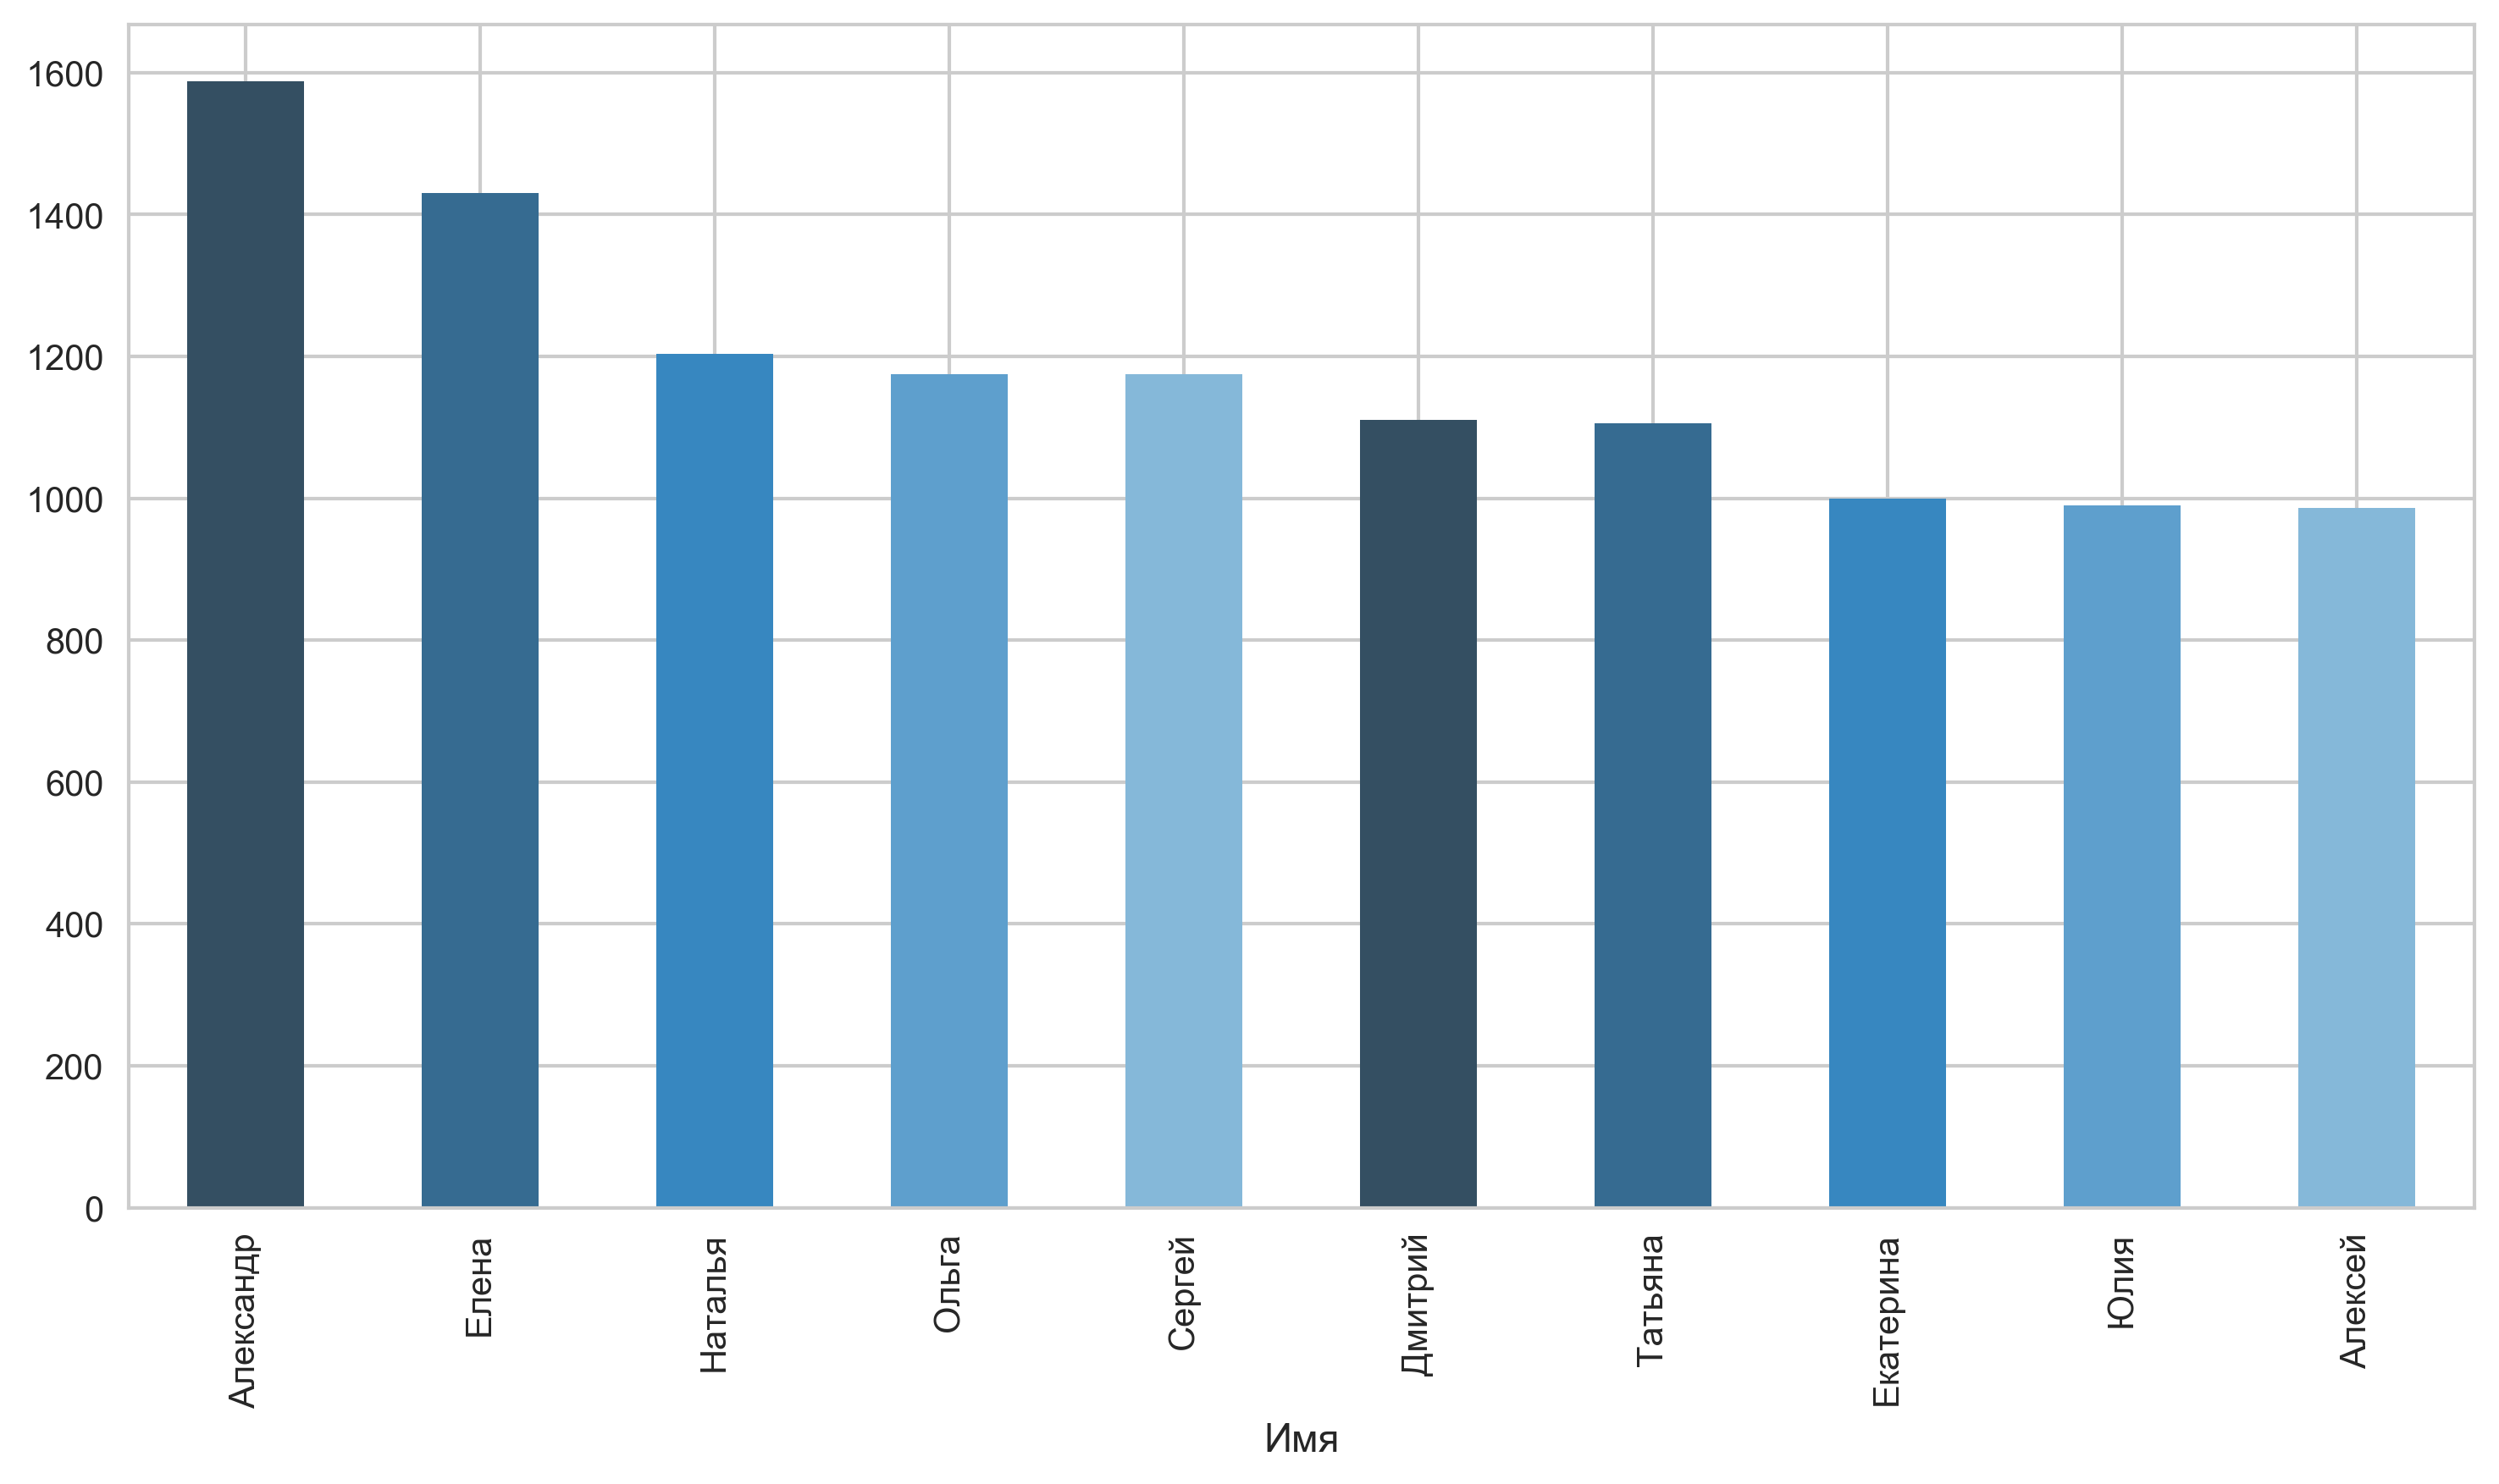 1600
1400
1200
1000
800
600
400
200
0
Александр
Елена
Наталья
Ольга
Сергей
Дмитрий
Татьяна
Екатерина
Юлия
Алексей
Имя